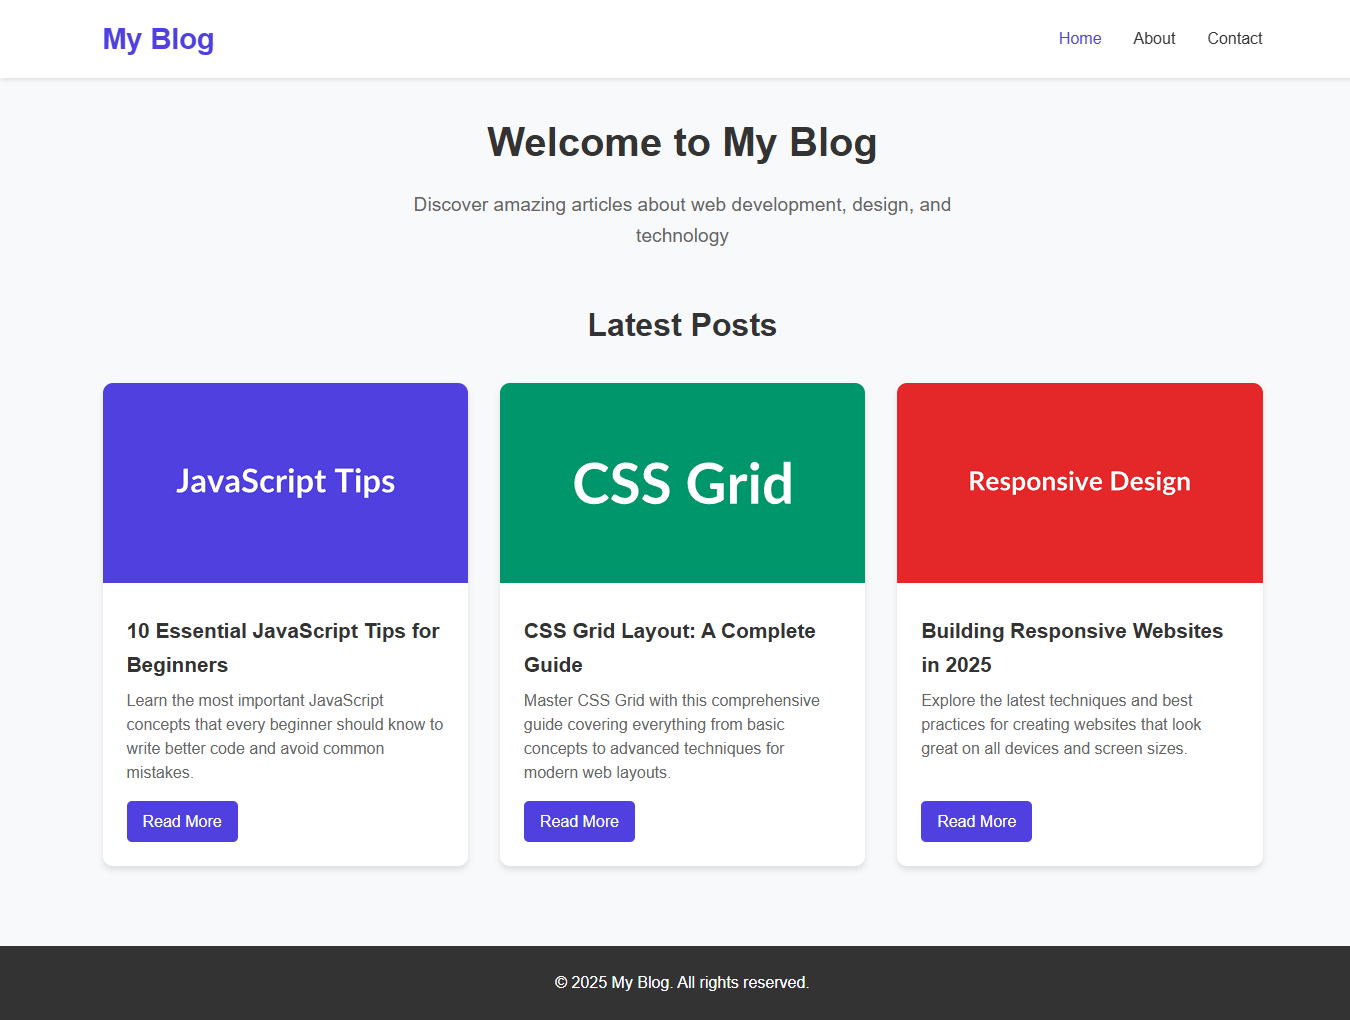 My Blog
Home About Contact
Welcome to My Blog
Discover amazing articles about web development, design, and
technology
Latest Posts
JavaScript Tips
10 Essential JavaScript Tips for
Beginners
Learn the most important JavaScript
concepts that every beginner should know to
write better code and avoid common
mistakes.
Read More
CSS Grid
CSS Grid Layout: A Complete
Guide
Master CSS Grid with this comprehensive
guide covering everything from basic
concepts to advanced techniques for
modern web layouts.
Read More
Responsive Design
Building Responsive Websites
in 2025
Explore the latest techniques and best
practices for creating websites that look
great on all devices and screen sizes.
Read More
© 2025 My Blog. All rights reserved.